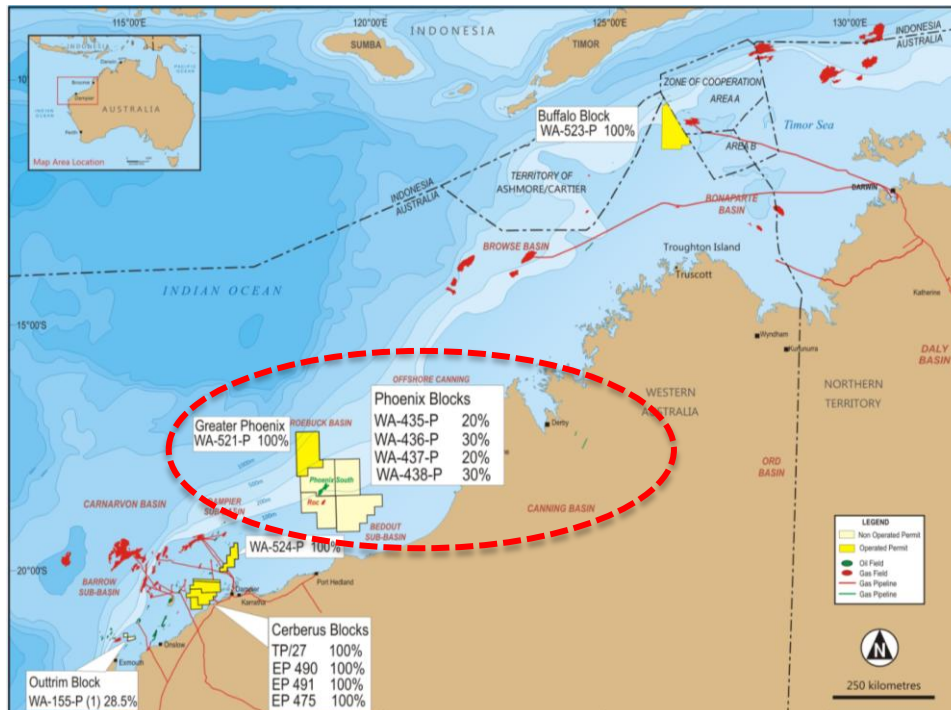 115°00'E
120°00'E
125°00'E
130°00'E
INDONESIA
SUMBA
TIMOR
INDONESIA
AUSTRALIA
INDONESIA
Darwin
Broome
Dampier
AUSTRALIA
Perth
Map Area Location
ZONE OF COOPERATION
AREA A
Buffalo Block
WA-523-P 100%
Timor Sea
AREA B
TERRITORY OF
ASHMORE/CARTIER
INDONESIA
AUSTRALIA
DARWIN
BONAPARTE
BASIN
BROWSE BASIN
Troughton Island
Truscott
INDIAN OCEAN
Katherine
15°00'S
Wyndham
Kununurra
DALY
BASIN
OFFSHORE CANNING
WESTERN
AUSTRALIA
NORTHERN
TERRITORY
Phoenix Blocks
WA-435-P 20%
WA-436-P 30%
WA-437-P 20%
WA-438-P 30%
Greater Phoenix
WA-521-P 100%
ROEBUCK BASIN
Derby
ORD
BASIN
Phoenix South
Roc
1000m
500m
200m
100m
CARNARVON BASIN
CANNING BASIN
BEDOUT
SUB-BASIN
WA-524-P 100%
20°00'S
BARROW
SUB-BASIN
Dampier
Karratha
Port Hedland
Onslow
Exmouth
Cerberus Blocks
TP/27 100%
EP 490 100%
EP 491 100%
EP 475 100%
Outtrim Block
WA-155-P (1) 28.5%
LEGEND
Non Operated Permit
Operated Permit
Oil Field
Gas Field
Gas Pipeline
Gas Pipeline
N
250 kilometres